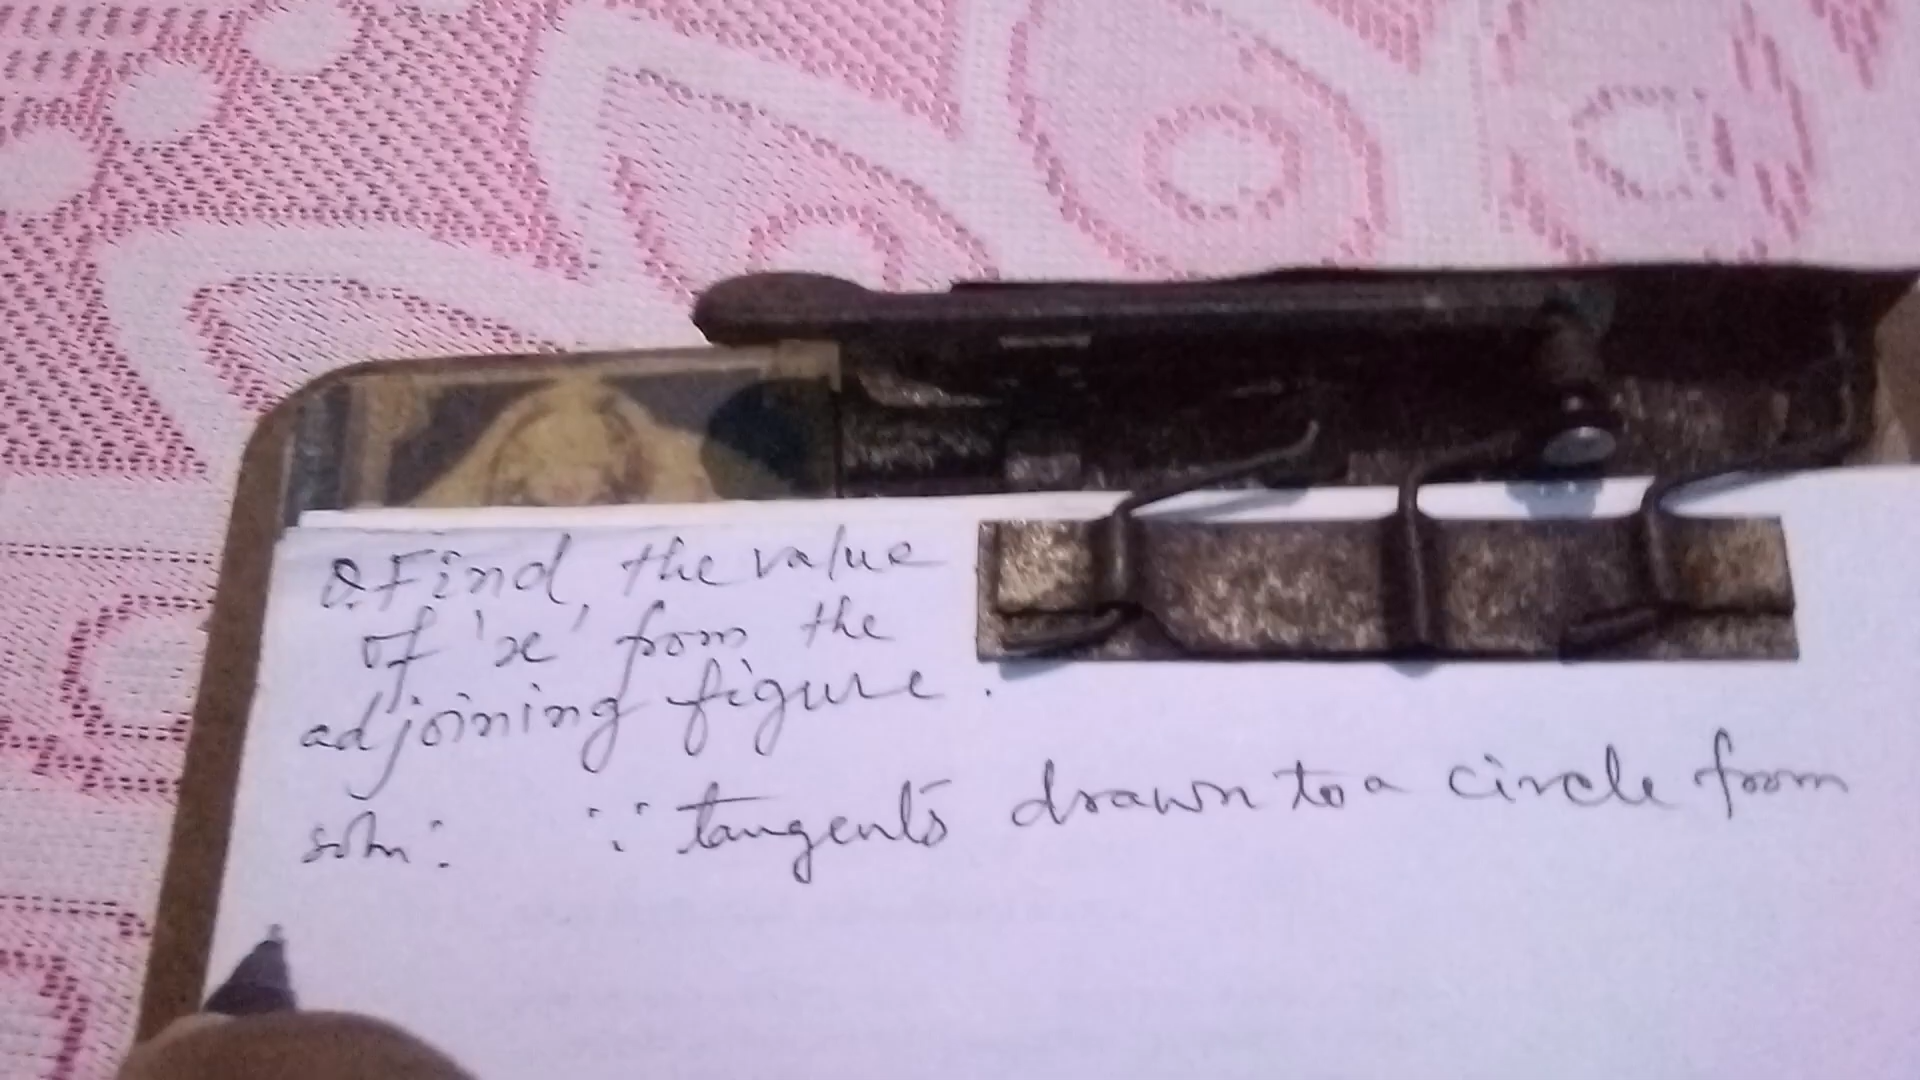 Q. Find the value
of 'x' from the
adjoining figure.
soln: ∵ tangents drawn to a circle from